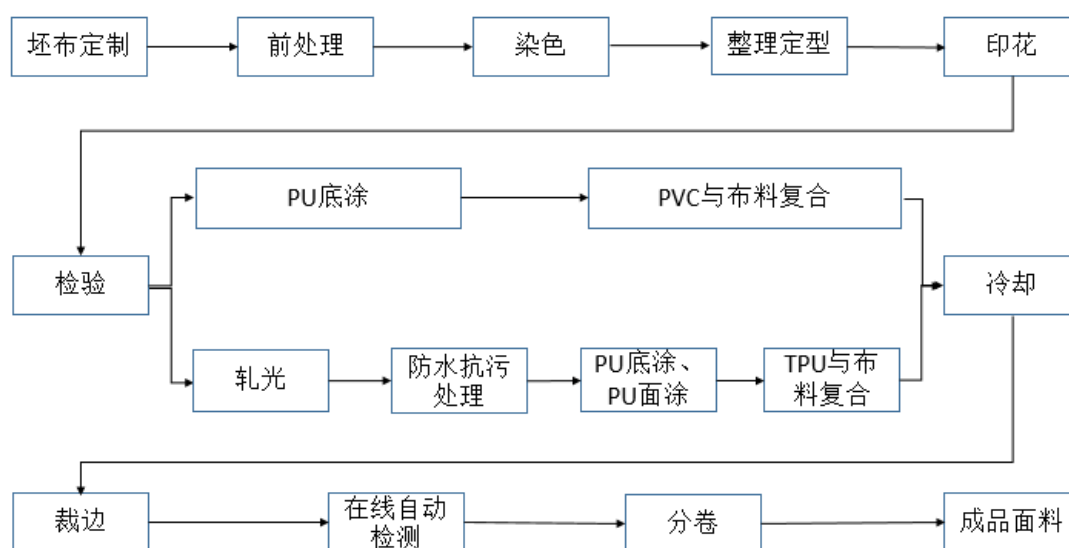 坯布定制
前处理
染色
整理定型
印花
PU底涂
PVC与布料复合
检验
冷却
轧光
防水抗污
处理
PU底涂、
PU面涂
TPU与布
料复合
裁边
在线自动
检测
分卷
成品面料